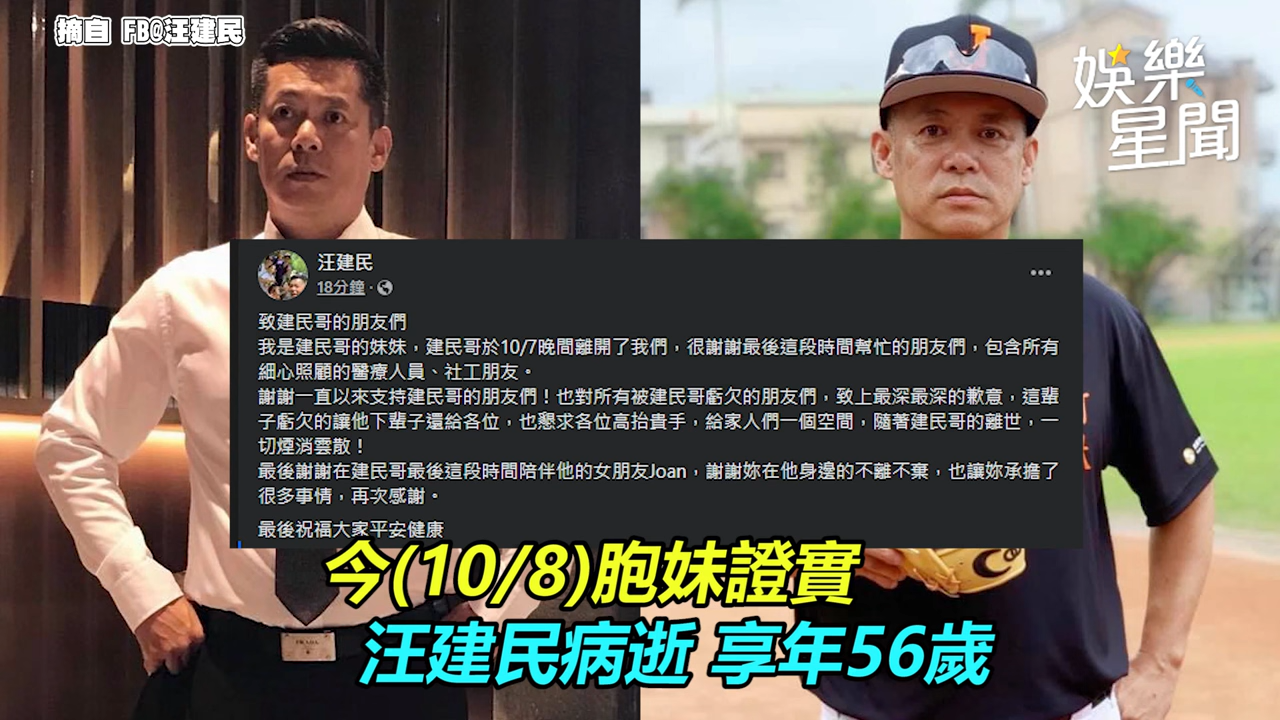 摘自 FB@汪建民
娛樂
星聞
J
汪建民
18分鐘·
致建民哥的朋友們
我是建民哥的妹妹，建民哥於10/7晚間離開了我們，很謝謝最後這段時間幫忙的朋友們，包含所有
細心照顧的醫療人員、社工朋友。
謝謝一直以來支持建民哥的朋友們！也對所有被建民哥虧欠的朋友們，致上最深最深的歉意，這輩
子虧欠的讓他下輩子還給各位，也懇求各位高抬貴手，給家人們一個空間，隨著建民哥的離世，一
切煙消雲散！
最後謝謝在建民哥最後這段時間陪伴他的女朋友Joan，謝謝妳在他身邊的不離不棄，也讓妳承擔了
很多事情，再次感謝。
最後祝福大家平安健康
今(10/8)胞妹證實
汪建民病逝 享年56歲
PRADA